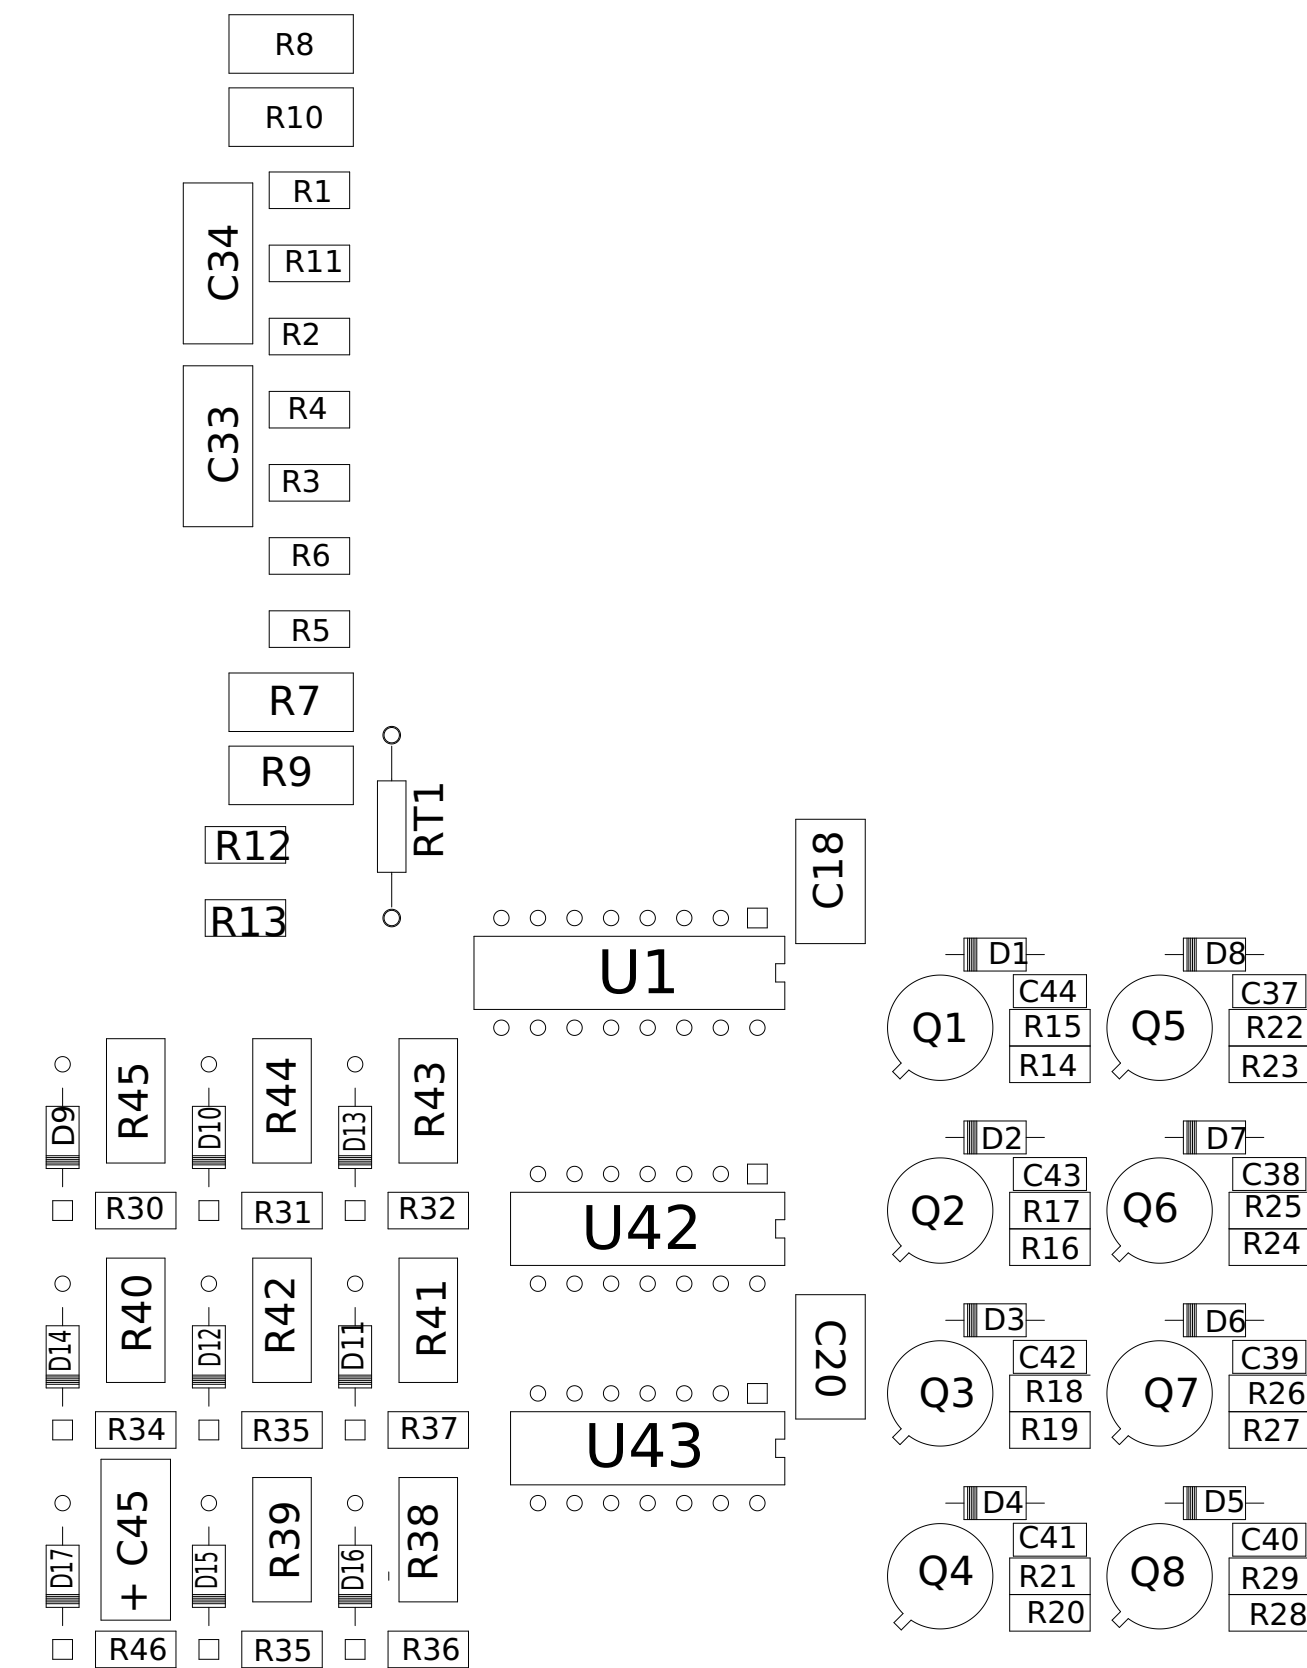 R8
R10
R1
C34
R11
R2
C33
R4
R3
R6
R5
R7
R9
RT1
R12
R13
C18
U1
D1
D8
C44
C37
Q1
R15
Q5
R22
R14
R23
D9
R45
D10
R44
D13
R43
R30
R31
R32
U42
D2
D7
C43
C38
Q2
R17
Q6
R25
R16
R24
D14
R40
D12
R42
D11
R41
C20
D3
D6
C42
C39
Q3
R18
Q7
R26
R19
R27
R34
R35
R37
U43
D17
+ C45
D15
R39
D16
R38
D4
D5
C41
C40
Q4
R21
Q8
R29
R20
R28
R46
R35
R36